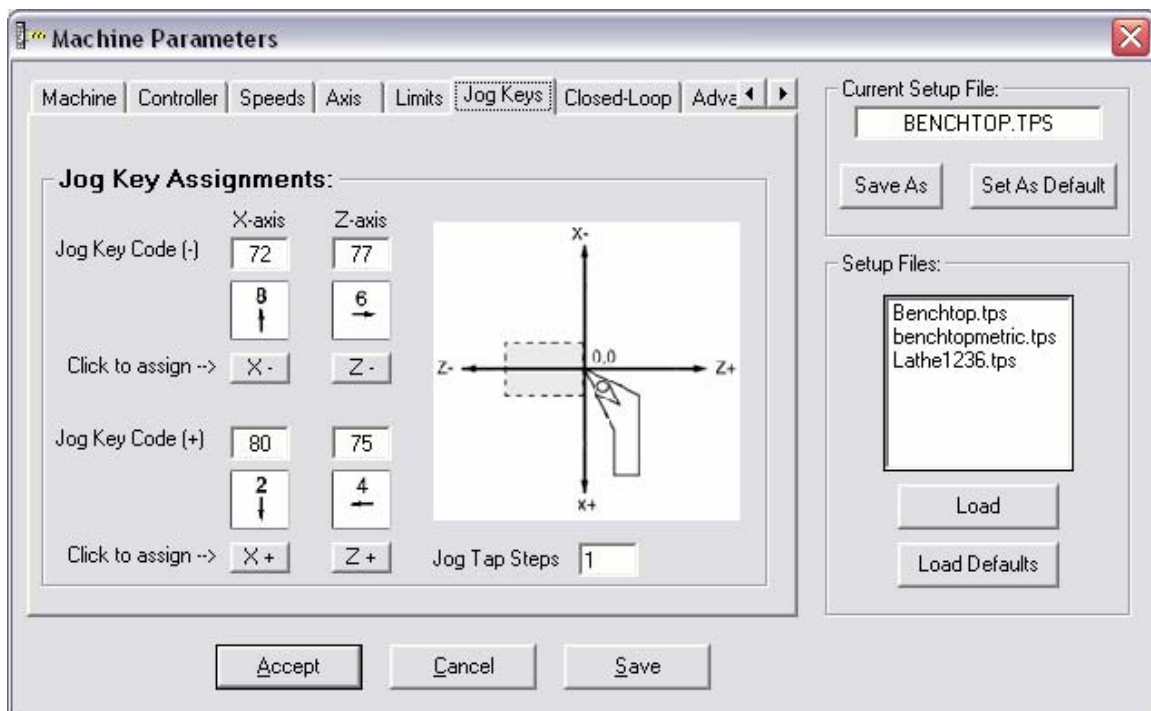 Machine Parameters
Machine Controller Speeds Axis Limits Jog Keys Closed-Loop Adva
Jog Key Assignments:
X-axis Z-axis
Jog Key Code (-) 72 77
8 6
Click to assign --> X - Z -
Jog Key Code (+) 80 75
2 4
Click to assign --> X + Z +
X-
Z- 0,0 Z+
X+
Jog Tap Steps 1
Current Setup File:
BENCHTOP.TPS
Save As Set As Default
Setup Files:
Benchtop.tps
benchtopmetric.tps
Lathe1236.tps
Load
Load Defaults
Accept Cancel Save